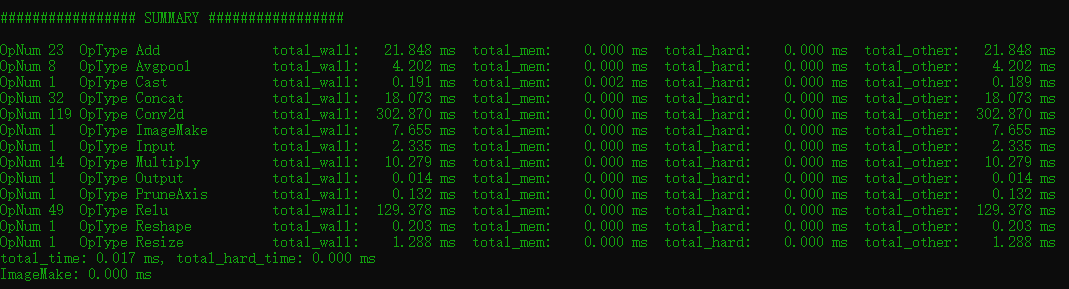 ################# SUMMARY #################
OpNum 23 OpType Add total_wall: 21.848 ms total_mem: 0.000 ms total_hard: 0.000 ms total_other: 21.848 ms
OpNum 8 OpType Avgpool total_wall: 4.202 ms total_mem: 0.000 ms total_hard: 0.000 ms total_other: 4.202 ms
OpNum 1 OpType Cast total_wall: 0.191 ms total_mem: 0.002 ms total_hard: 0.000 ms total_other: 0.189 ms
OpNum 32 OpType Concat total_wall: 18.073 ms total_mem: 0.000 ms total_hard: 0.000 ms total_other: 18.073 ms
OpNum 119 OpType Conv2d total_wall: 302.870 ms total_mem: 0.000 ms total_hard: 0.000 ms total_other: 302.870 ms
OpNum 1 OpType ImageMake total_wall: 7.655 ms total_mem: 0.000 ms total_hard: 0.000 ms total_other: 7.655 ms
OpNum 1 OpType Input total_wall: 2.335 ms total_mem: 0.000 ms total_hard: 0.000 ms total_other: 2.335 ms
OpNum 14 OpType Multiply total_wall: 10.279 ms total_mem: 0.000 ms total_hard: 0.000 ms total_other: 10.279 ms
OpNum 1 OpType Output total_wall: 0.014 ms total_mem: 0.000 ms total_hard: 0.000 ms total_other: 0.014 ms
OpNum 1 OpType PruneAxis total_wall: 0.132 ms total_mem: 0.000 ms total_hard: 0.000 ms total_other: 0.132 ms
OpNum 49 OpType Relu total_wall: 129.378 ms total_mem: 0.000 ms total_hard: 0.000 ms total_other: 129.378 ms
OpNum 1 OpType Reshape total_wall: 0.203 ms total_mem: 0.000 ms total_hard: 0.000 ms total_other: 0.203 ms
OpNum 1 OpType Resize total_wall: 1.288 ms total_mem: 0.000 ms total_hard: 0.000 ms total_other: 1.288 ms
total_time: 0.017 ms, total_hard_time: 0.000 ms
ImageMake: 0.000 ms